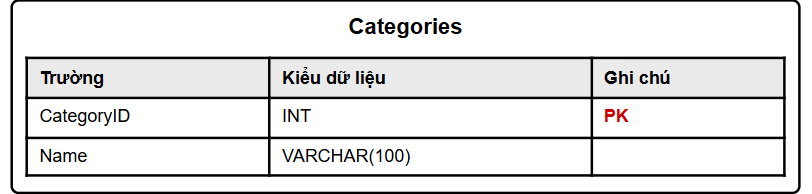 Categories
Trường Kiểu dữ liệu Ghi chú
CategoryID INT PK
Name VARCHAR(100)